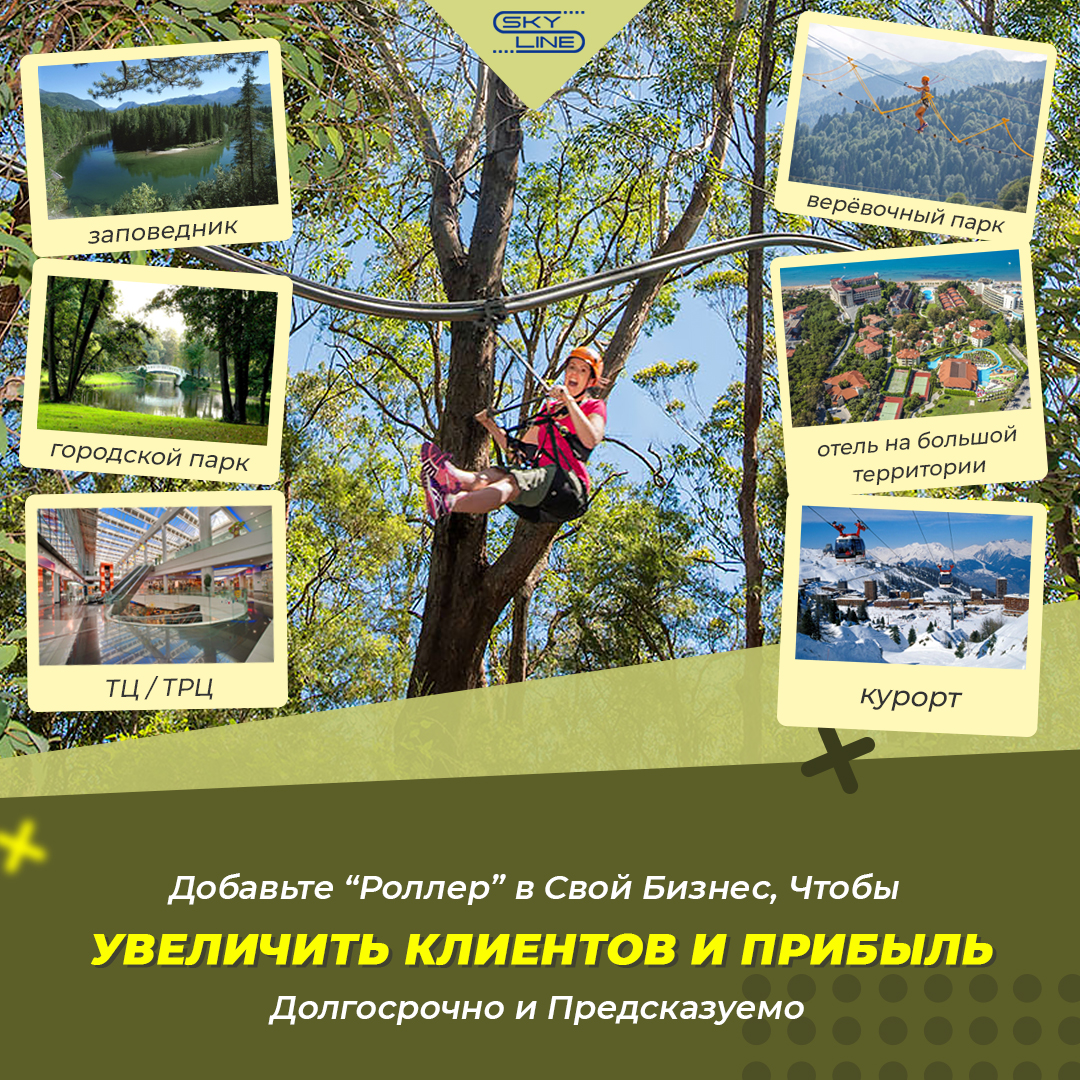 SKY
LINE
заповедник
верёвочный парк
городской парк
отель на большой
территории
ТЦ / ТРЦ
курорт
Добавьте “Роллер” в Свой Бизнес, Чтобы
УВЕЛИЧИТЬ КЛИЕНТОВ И ПРИБЫЛЬ
Долгосрочно и Предсказуемо